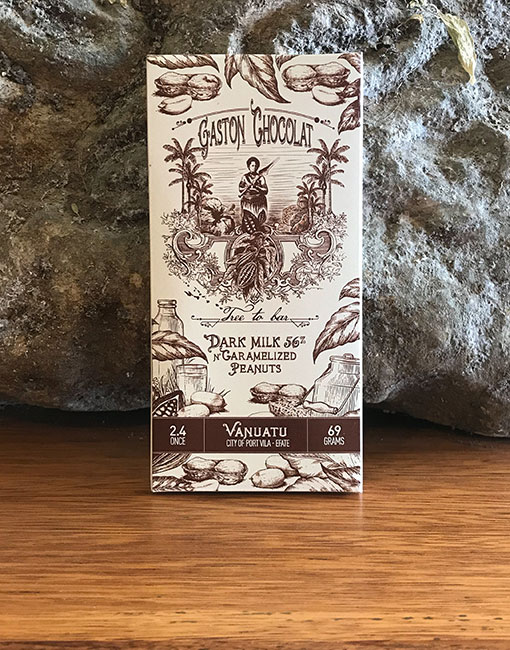 GASTON CHOCOLAT
Tree to bar
DARK MILK 56%
N' CARAMELIZED
PEANUTS
2.4
ONCE
VANUATU
CITY OF PORT VILA - EFATE
69
GRAMS